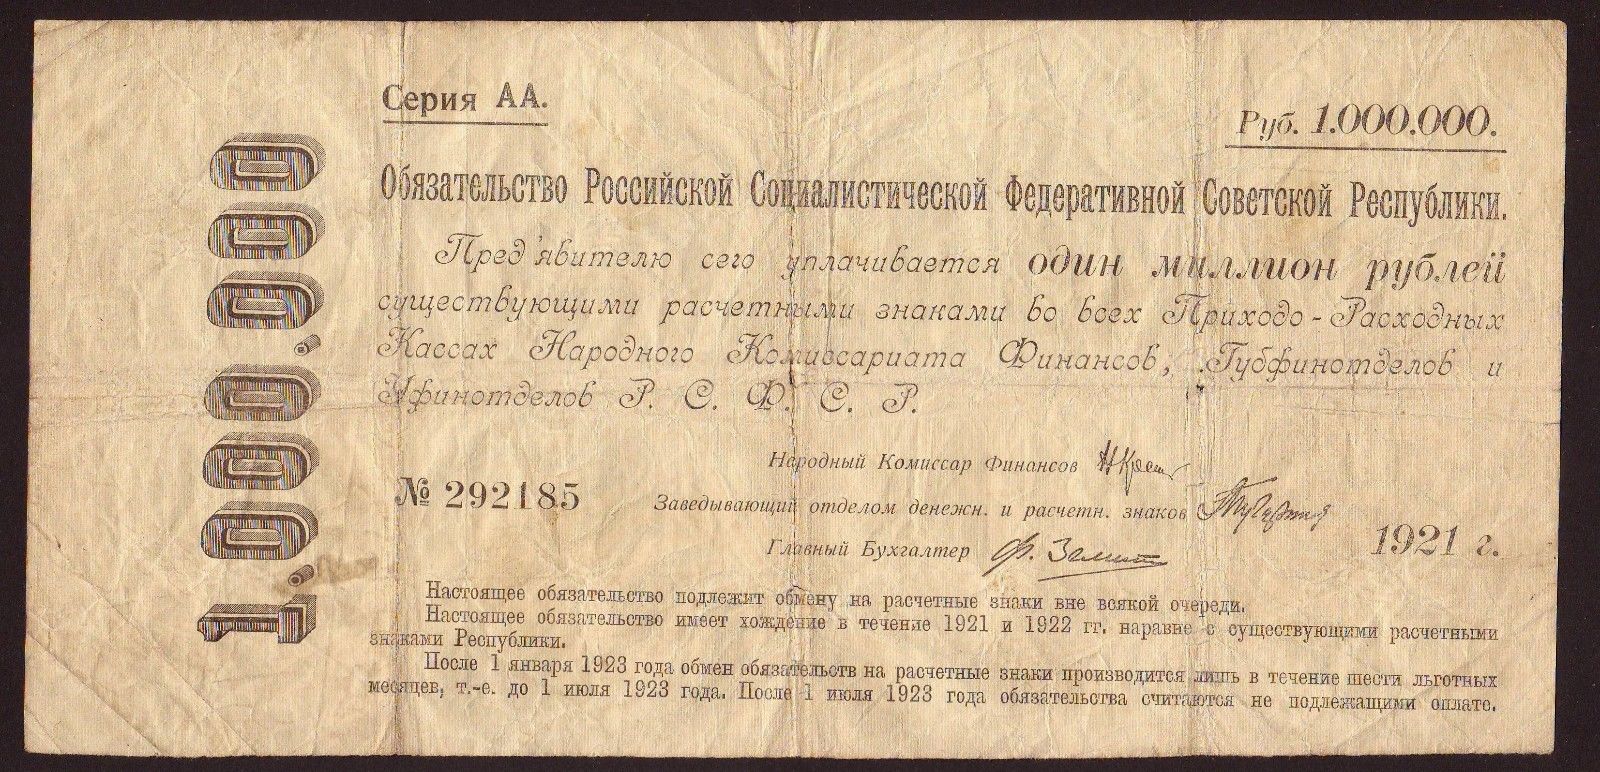 Серия АА.
Руб. 1.000.000.
1.000.000
Обязательство Российской Социалистической Федеративной Советской Республики.
Пред'явителю сего уплачивается один миллион рублей
существующими расчетными знаками во всех Приходо-Расходных
Кассах Народного Комиссариата Финансов, Губфинотделов и
Уфинотделов Р. С. Ф. С. Р.
Народный Комиссар Финансов
№ 292185
Заведывающий отделом денежн. и расчетн. знаков
Главный Бухгалтер
1921 г.
Настоящее обязательство подлежит обмену на расчетные знаки вне всякой очереди.
Настоящее обязательство имеет хождение в течение 1921 и 1922 гг. наравне с существующими расчетными
знаками Республики.
После 1 января 1923 года обмен обязательств на расчетные знаки производится лишь в течение шести льготных
месяцев, т.-е. до 1 июля 1923 года. После 1 июля 1923 года обязательства считаются не подлежащими оплате.